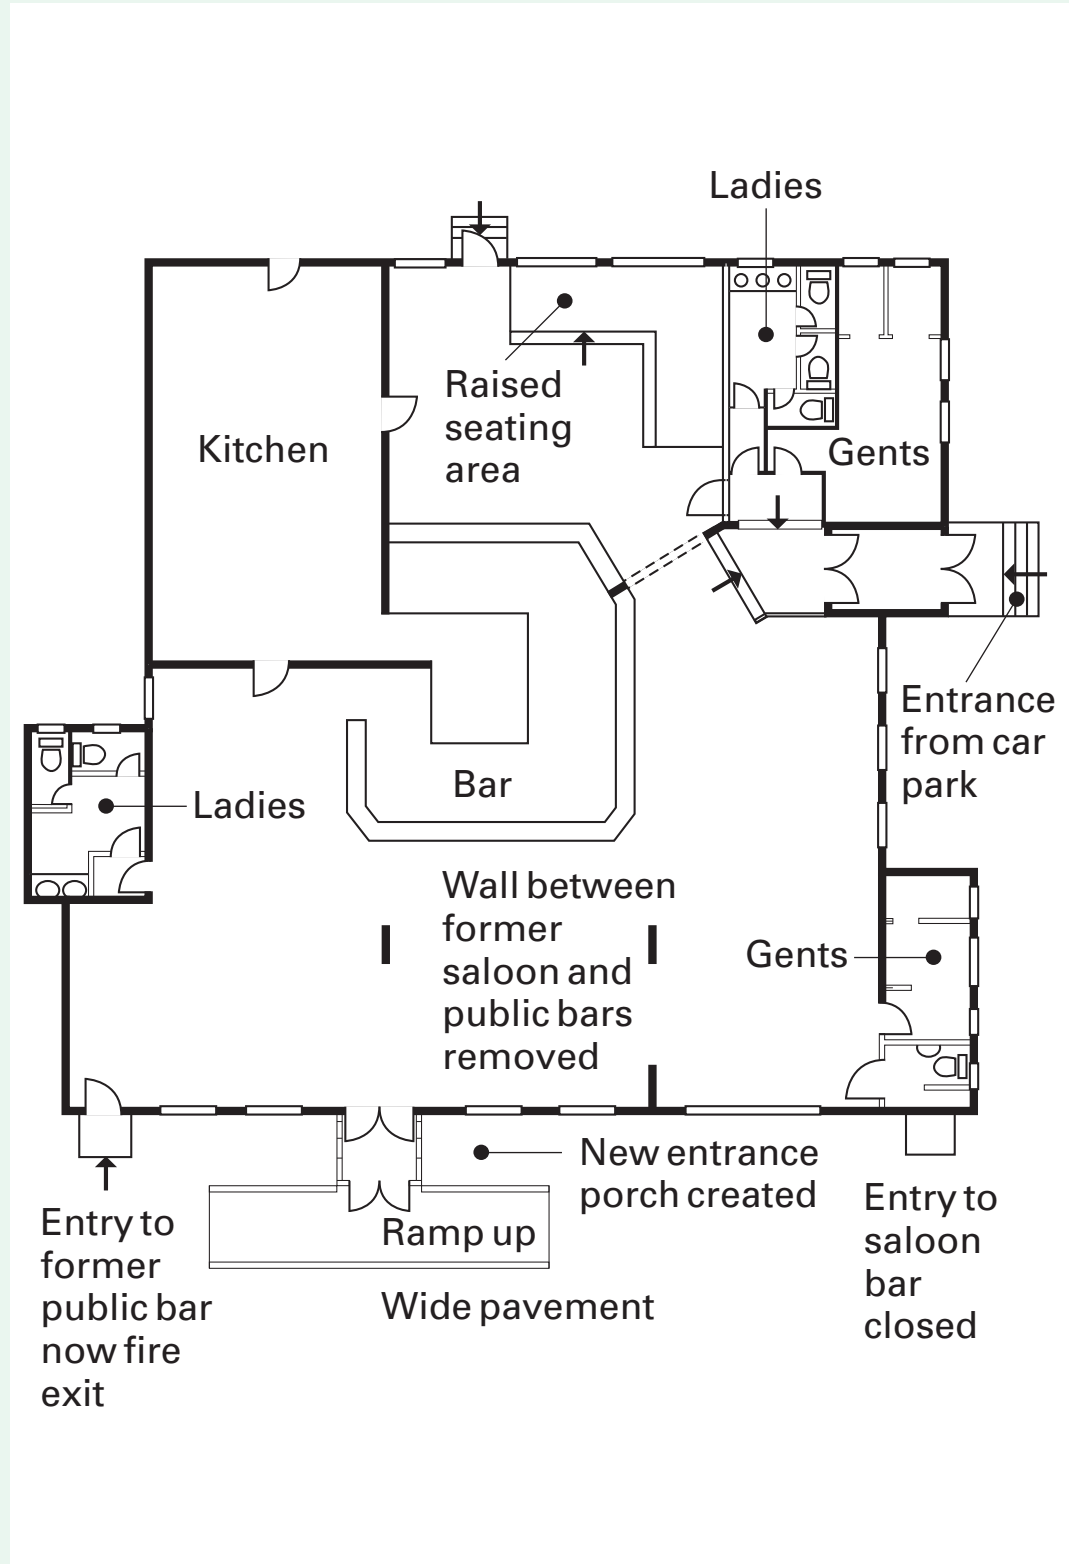 Ladies
Raised
seating
area
Kitchen
Gents
Entrance
from car
park
Bar
Ladies
Wall between
former
saloon and
public bars
removed
Gents
New entrance
porch created
Ramp up
Wide pavement
Entry to
former
public bar
now fire
exit
Entry to
saloon
bar
closed